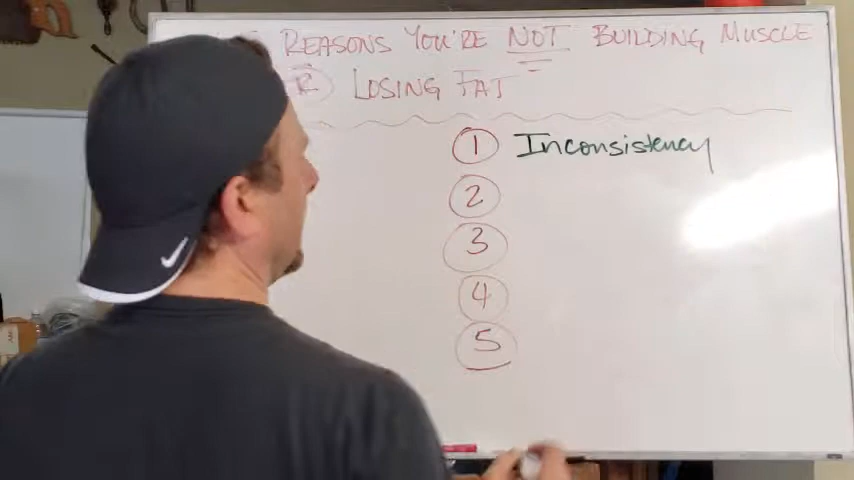 REASONS YOU'RE NOT BUILDING MUSCLE
LOSING FAT
1 Inconsistency
2
3
4
5